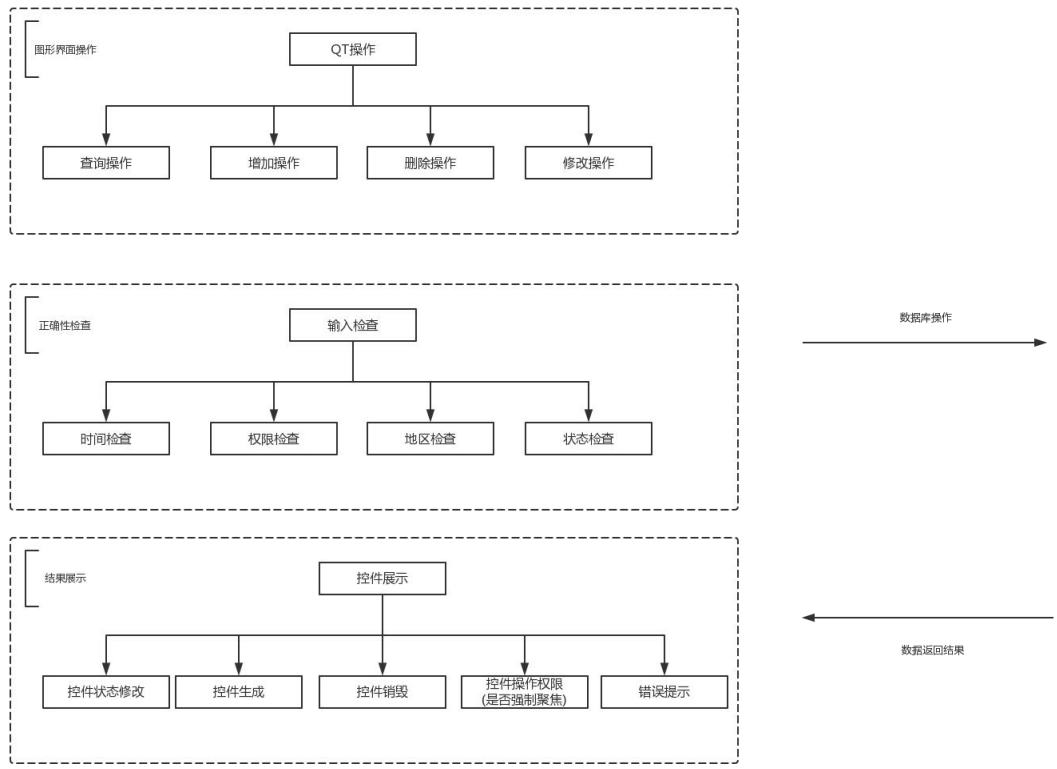 图形界面操作
QT操作
查询操作
增加操作
删除操作
修改操作
正确性检查
输入检查
时间检查
权限检查
地区检查
状态检查
数据库操作
结果展示
控件展示
控件状态修改
控件生成
控件销毁
控件操作权限
(是否强制聚焦)
错误提示
数据返回结果